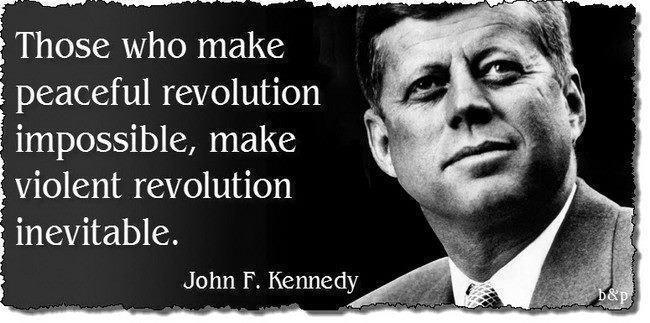 Those who make
peaceful revolution
impossible, make
violent revolution
inevitable.
John F. Kennedy
b&p